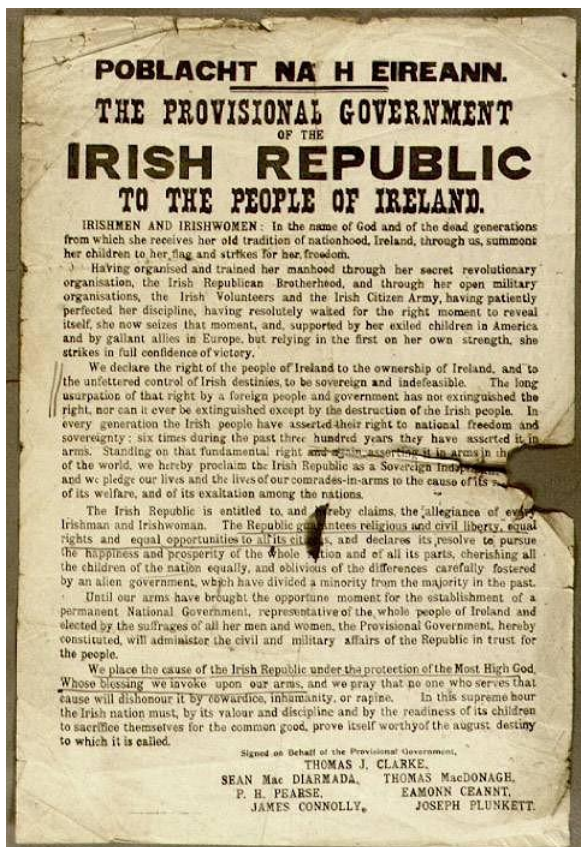 POBLACHT NA H EIREANN.
THE PROVISIONAL GOVERNMENT
OF THE
IRISH REPUBLIC
TO THE PEOPLE OF IRELAND.
IRISHMEN AND IRISHWOMEN : In the name of God and of the dead generations
from which she receives her old tradition of nationhood, Ireland, through us, summons
her children to her flag and strikes for her freedom.
Having organised and trained her manhood through her secret revolutionary
organisation, the Irish Republican Brotherhood, and through her open military
organisations, the Irish Volunteers and the Irish Citizen Army, having patiently
perfected her discipline, having resolutely waited for the right moment to reveal
itself, she now seizes that moment, and, supported by her exiled children in America
and by gallant allies in Europe, but relying in the first on her own strength, she
strikes in full confidence of victory.
We declare the right of the people of Ireland to the ownership of Ireland, and to
the unfettered control of Irish destinies, to be sovereign and indefeasible. The long
usurpation of that right by a foreign people and government has not extinguished the
right, nor can it ever be extinguished except by the destruction of the Irish people. In
every generation the Irish people have asserted their right to national freedom and
sovereignty : six times during the past three hundred years they have asserted it in
arms. Standing on that fundamental right and again asserting it in arms in the
of the world, we hereby proclaim the Irish Republic as a Sovereign
and we pledge our lives and the lives of our comrades-in-arms to the cause of its
of its welfare, and of its exaltation among the nations.
The Irish Republic is entitled to, and hereby claims, the allegiance of every
Irishman and Irishwoman. The Republic guarantees religious and civil liberty, equal
rights and equal opportunities to all its, and declares its resolve to pursue
the happiness and prosperity of the whole nation and of all its parts, cherishing all
the children of the nation equally, and oblivious of the differences carefully fostered
by an alien government, which have divided a minority from the majority in the past.
Until our arms have brought the opportune moment for the establishment of a
permanent National Government, representative of the whole people of Ireland and
elected by the suffrages of all her men and women, the Provisional Government, hereby
constituted, will administer the civil and military affairs of the Republic in trust for
the people.
We place the cause of the Irish Republic under the protection of the Most High God,
Whose blessing we invoke upon our arms, and we pray that no one who serves that
cause will dishonour it by cowardice, inhumanity, or rapine. In this supreme hour
the Irish nation must, by its valour and discipline and by the readiness of its children
to sacrifice themselves for the common good, prove itself worthy of the august destiny
to which it is called.
Signed on Behalf of the Provisional Government,
THOMAS J. CLARKE,
SEAN Mac DIARMADA, THOMAS MacDONAGH,
P. H. PEARSE, EAMONN CEANNT,
JAMES CONNOLLY, JOSEPH PLUNKETT.